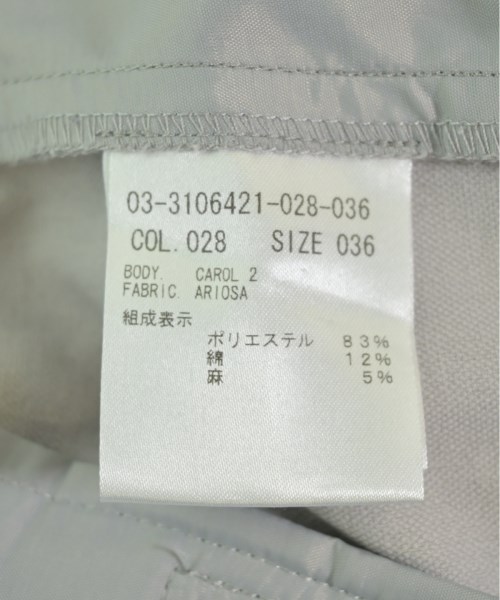 03-3106421-028-036
COL. 028 SIZE 036
BODY. CAROL 2
FABRIC. ARIOSA
組成表示
ポリエステル 83%
綿 12%
麻 5%